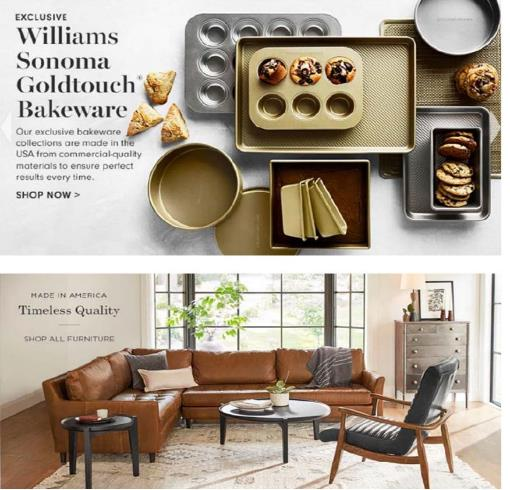 EXCLUSIVE
Williams
Sonoma
Goldtouch®
Bakeware
Our exclusive bakeware
collections are made in the
USA from commercial-quality
materials to ensure perfect
results every time.
SHOP NOW >
MADE IN AMERICA
Timeless Quality
SHOP ALL FURNITURE